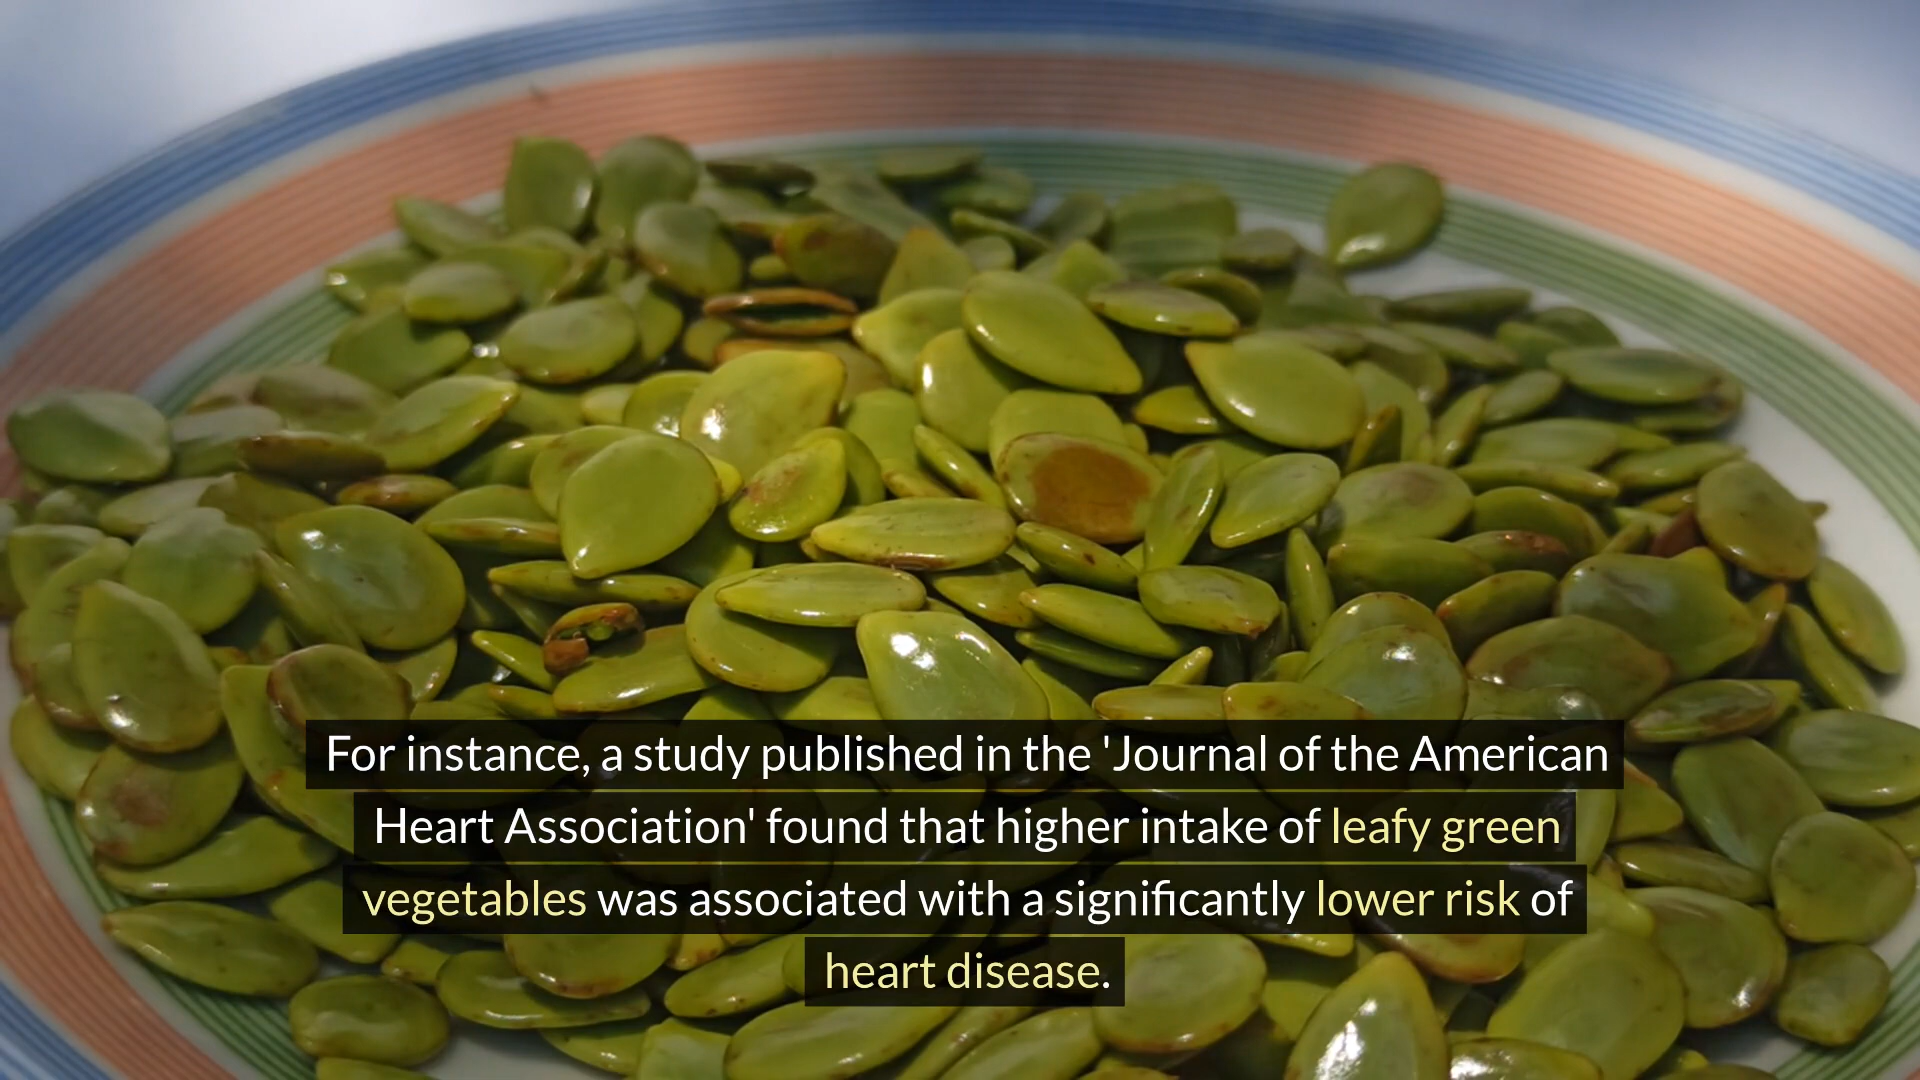 For instance, a study published in the 'Journal of the American
Heart Association' found that higher intake of leafy green
vegetables was associated with a significantly lower risk of
heart disease.